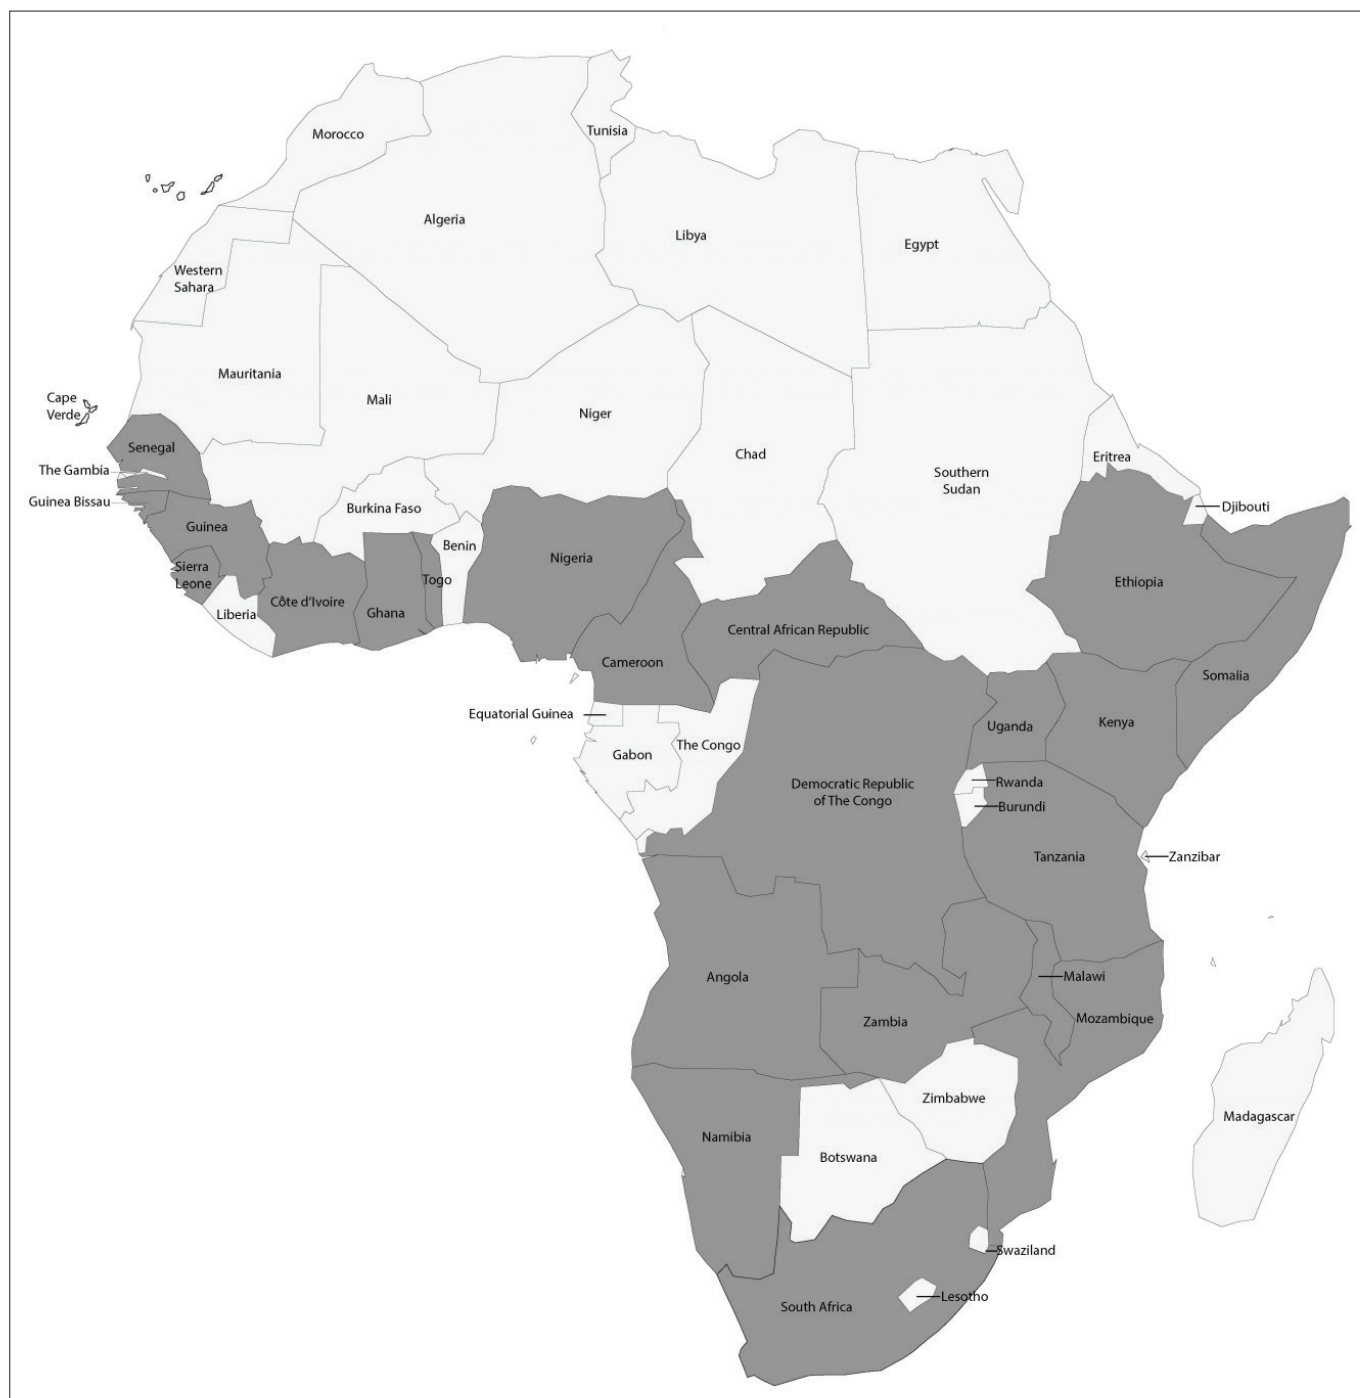 Morocco
Tunisia
Algeria
Libya
Egypt
Western
Sahara
Mauritania
Mali
Niger
Chad
Cape
Verde
Senegal
The Gambia
Guinea Bissau
Guinea
Sierra
Leone
Liberia
Côte d'Ivoire
Burkina Faso
Ghana
Togo
Benin
Nigeria
Southern
Sudan
Eritrea
Djibouti
Ethiopia
Central African Republic
Cameroon
Somalia
Equatorial Guinea
Gabon
The Congo
Uganda
Kenya
Democratic Republic
of The Congo
Rwanda
Burundi
Tanzania
Zanzibar
Angola
Zambia
Malawi
Mozambique
Zimbabwe
Madagascar
Namibia
Botswana
Swaziland
South Africa
Lesotho